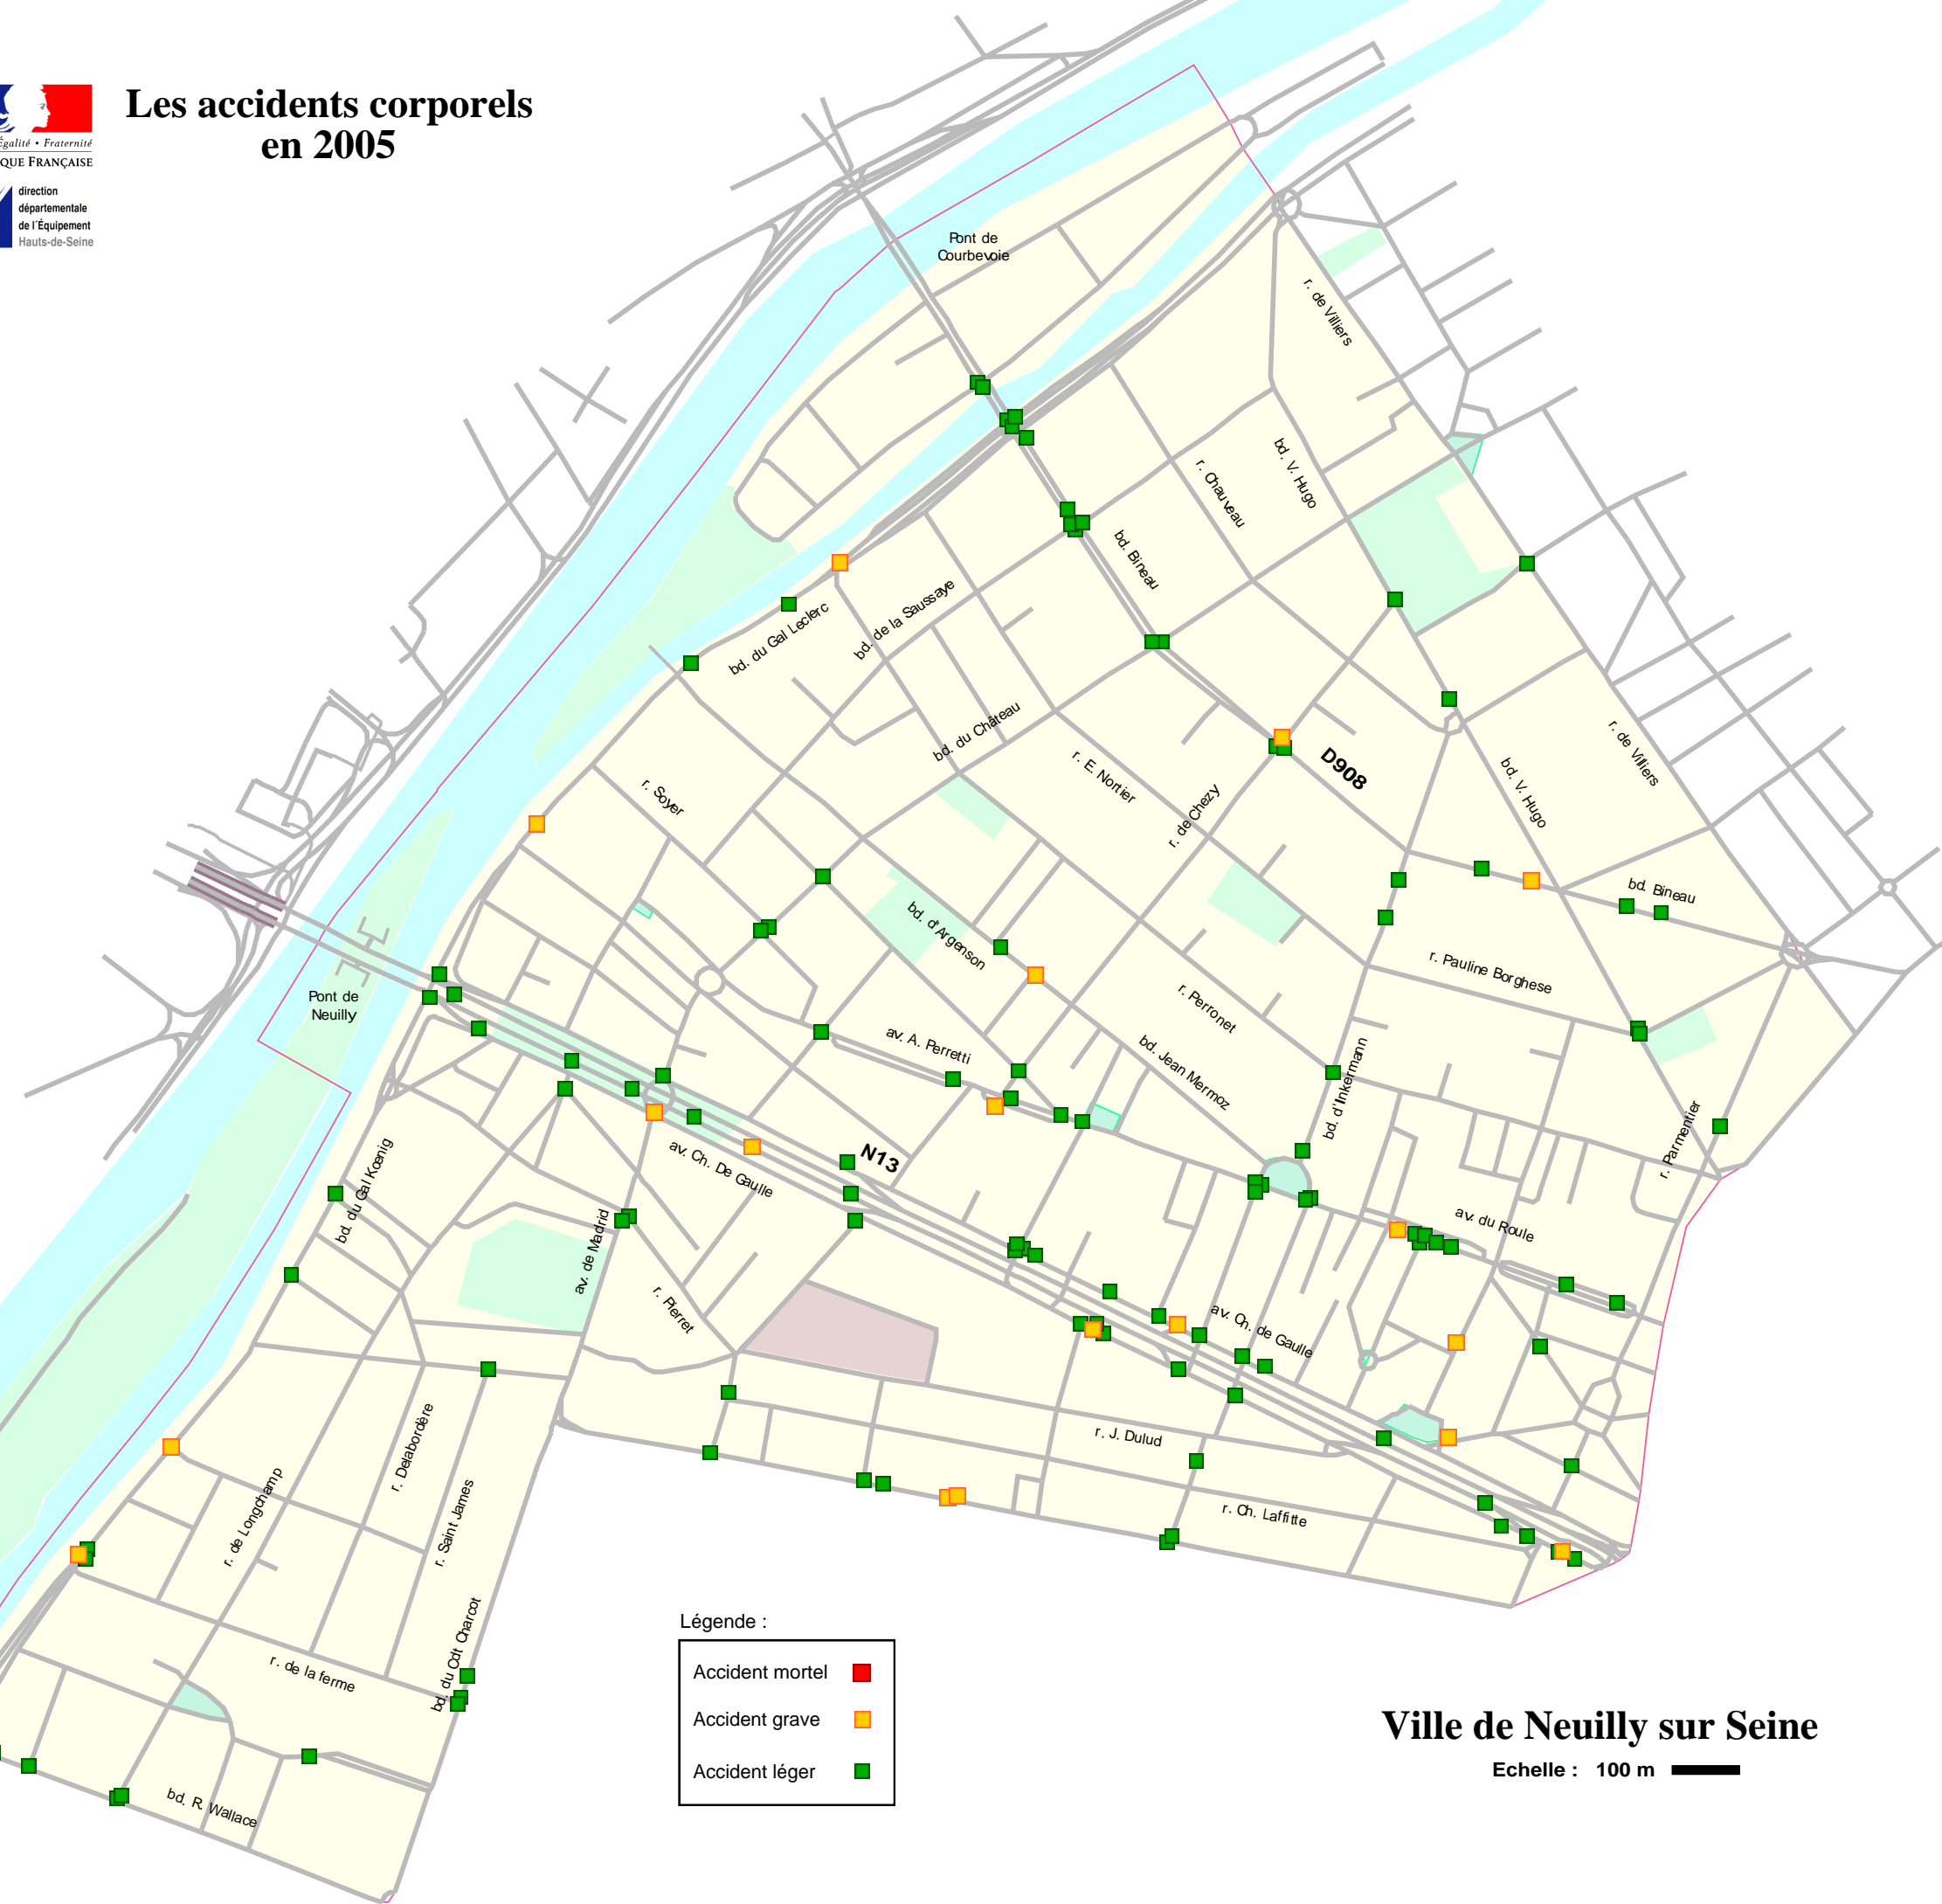 Les accidents corporels
en 2005
Égalité • Fraternité
QUE FRANÇAISE
direction
départementale
de l'Équipement
Hauts-de-Seine
Pont de
Courbevoie
r. de Villiers
bd. V. Hugo
r. Chauveau
bd. Bineau
bd. de la Saussaye
bd. du Gal Leclerc
bd. du Château
r. E. Nortier
D908
r. de Chezy
bd. V. Hugo
r. de Villiers
r. Soyer
bd. Bineau
bd. d'Argenson
r. Pauline Borghese
r. Perronet
Pont de
Neuilly
av. A. Perretti
bd. Jean Mermoz
bd. d'Inkermann
r. Parmentier
N13
av. Ch. De Gaulle
bd. du Gal Kœnig
av. de Madrid
av. du Roule
r. Pierret
av. Ch. de Gaulle
r. Delabordère
r. J. Dulud
r. de Longchamp
r. Saint James
r. Ch. Laffitte
bd. du Cdt Charcot
r. de la ferme
bd. R. Wallace
Légende :
Accident mortel
Accident grave
Accident léger
Ville de Neuilly sur Seine
Echelle : 100 m